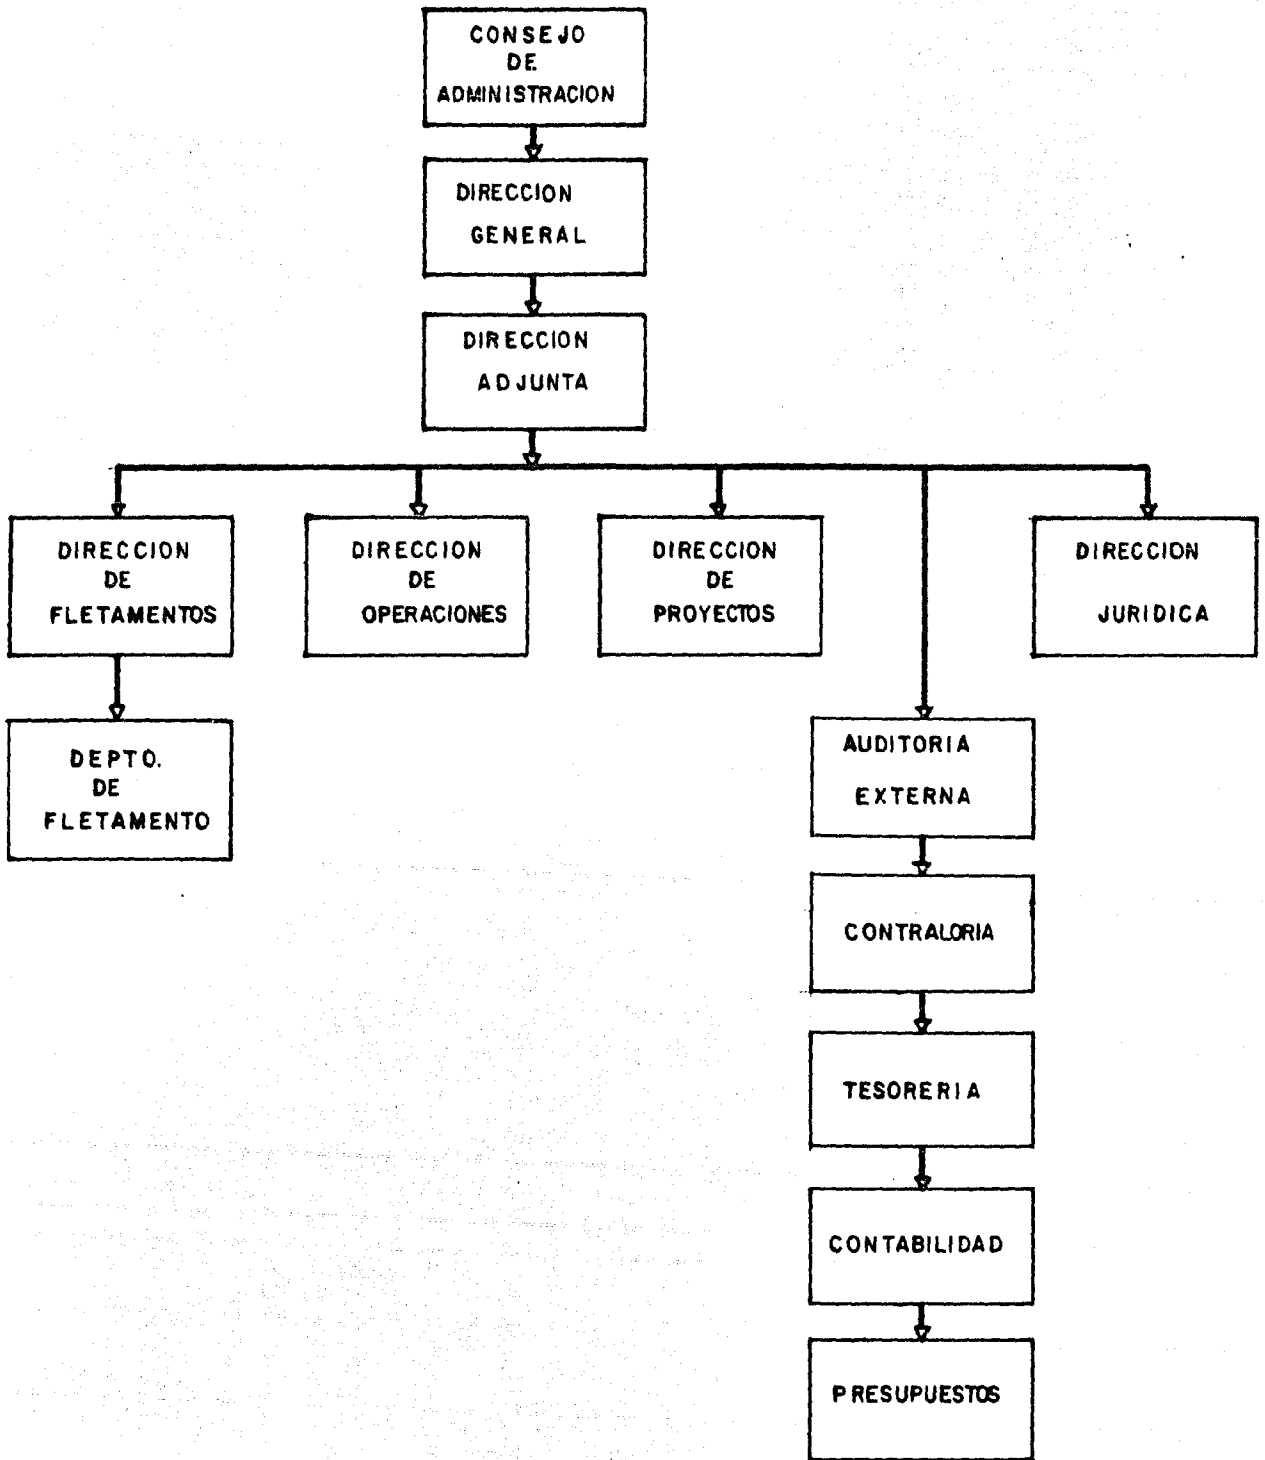 CONSEJO
DE
ADMINISTRACION
DIRECCION
GENERAL
DIRECCION
ADJUNTA
DIRECCION
DE
FLETAMENTOS
DIRECCION
DE
OPERACIONES
DIRECCION
DE
PROYECTOS
DIRECCION
JURIDICA
DEPTO.
DE
FLETAMENTO
AUDITORIA
EXTERNA
CONTRALORIA
TESORERIA
CONTABILIDAD
PRESUPUESTOS